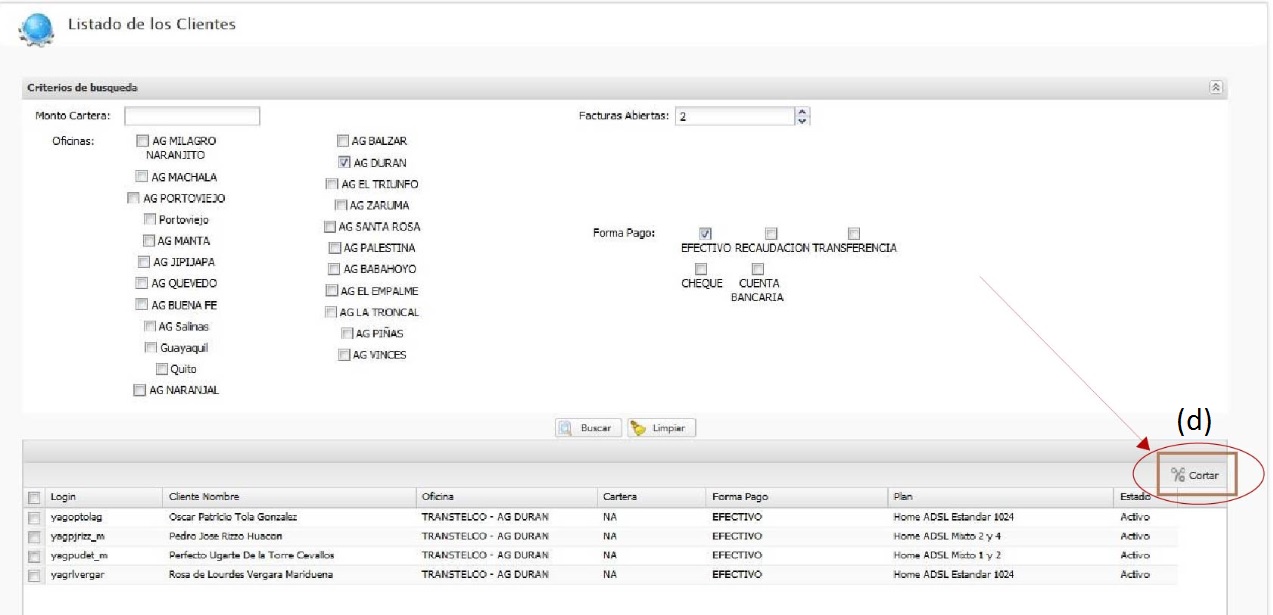 Listado de los Clientes
Criterios de busqueda
Monto Cartera:
Facturas Abiertas: 2
Oficinas:
AG MILAGRO
NARANJITO
AG MACHALA
AG PORTOVIEJO
Portoviejo
AG MANTA
AG JIPIJAPA
AG QUEVEDO
AG BUENA FE
AG Salinas
Guayaquil
Quito
AG NARANJAL
AG BALZAR
AG DURAN
AG EL TRIUNFO
AG ZARUMA
AG SANTA ROSA
AG PALESTINA
AG BABAHOYO
AG EL EMPALME
AG LA TRONCAL
AG PIÑAS
AG VINCES
Forma Pago:
EFECTIVO RECAUDACION TRANSFERENCIA
CHEQUE CUENTA
BANCARIA
Buscar Limpiar
(d)
Cortar
Login Cliente Nombre Oficina Cartera Forma Pago Plan Estado
yagoptolag Oscar Patricio Tola Gonzalez TRANSTELCO - AG DURAN NA EFECTIVO Home ADSL Estandar 1024 Activo
yagpjrizz_m Pedro Jose Rizzo Huacon TRANSTELCO - AG DURAN NA EFECTIVO Home ADSL Mixto 2 y 4 Activo
yagpudet_m Perfecto Ugarte De la Torre Cevallos TRANSTELCO - AG DURAN NA EFECTIVO Home ADSL Mixto 1 y 2 Activo
yagrlvergar Rosa de Lourdes Vergara Mariduena TRANSTELCO - AG DURAN NA EFECTIVO Home ADSL Estandar 1024 Activo